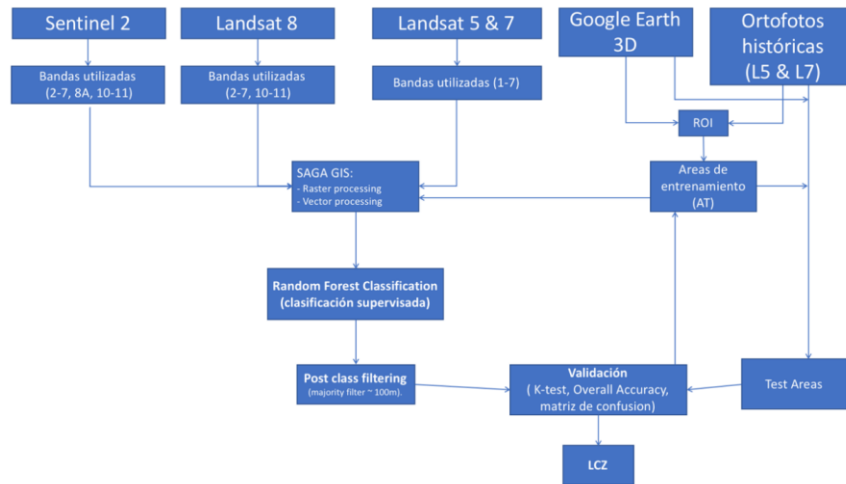 Sentinel 2
Landsat 8
Landsat 5 & 7
Google Earth
3D
Ortofotos
históricas
(L5 & L7)
Bandas utilizadas
(2-7, 8A, 10-11)
Bandas utilizadas
(2-7, 10-11)
Bandas utilizadas (1-7)
ROI
SAGA GIS:
- Raster processing
- Vector processing
Areas de
entrenamiento
(AT)
Random Forest Classification
(clasificación supervisada)
Post class filtering
(majority filter ~ 100m).
Validación
( K-test, Overall Accuracy,
matriz de confusion)
Test Areas
LCZ